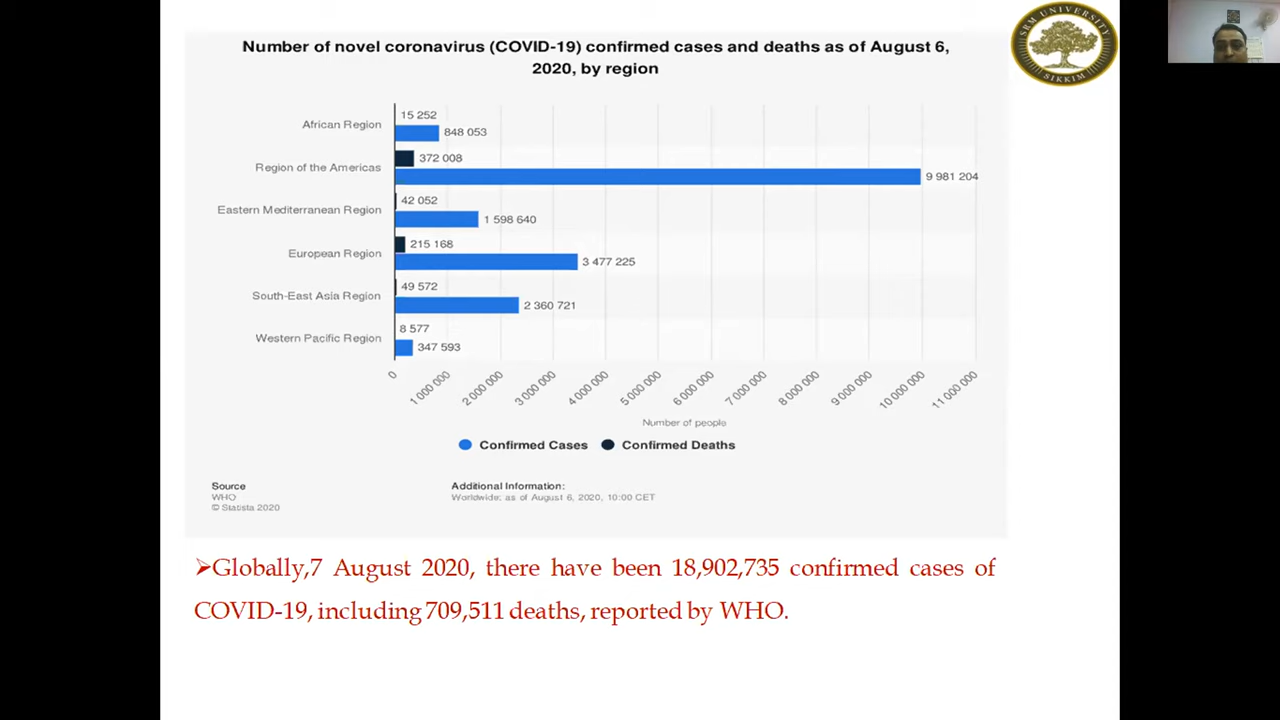 Number of novel coronavirus (COVID-19) confirmed cases and deaths as of August 6,
2020, by region
SRM UNIVERSITY
SIKKIM
African Region
15 252
848 053
Region of the Americas
372 008
9 981 204
Eastern Mediterranean Region
42 052
1 598 640
European Region
215 168
3 477 225
South-East Asia Region
49 572
2 360 721
Western Pacific Region
8 577
347 593
0
1 000 000
2 000 000
3 000 000
4 000 000
5 000 000
6 000 000
7 000 000
8 000 000
9 000 000
10 000 000
11 000 000
Number of people
Confirmed Cases
Confirmed Deaths
Source
WHO
© Statista 2020
Additional Information:
Worldwide; as of August 6, 2020, 10:00 CET
➢Globally,7 August 2020, there have been 18,902,735 confirmed cases of
COVID-19, including 709,511 deaths, reported by WHO.